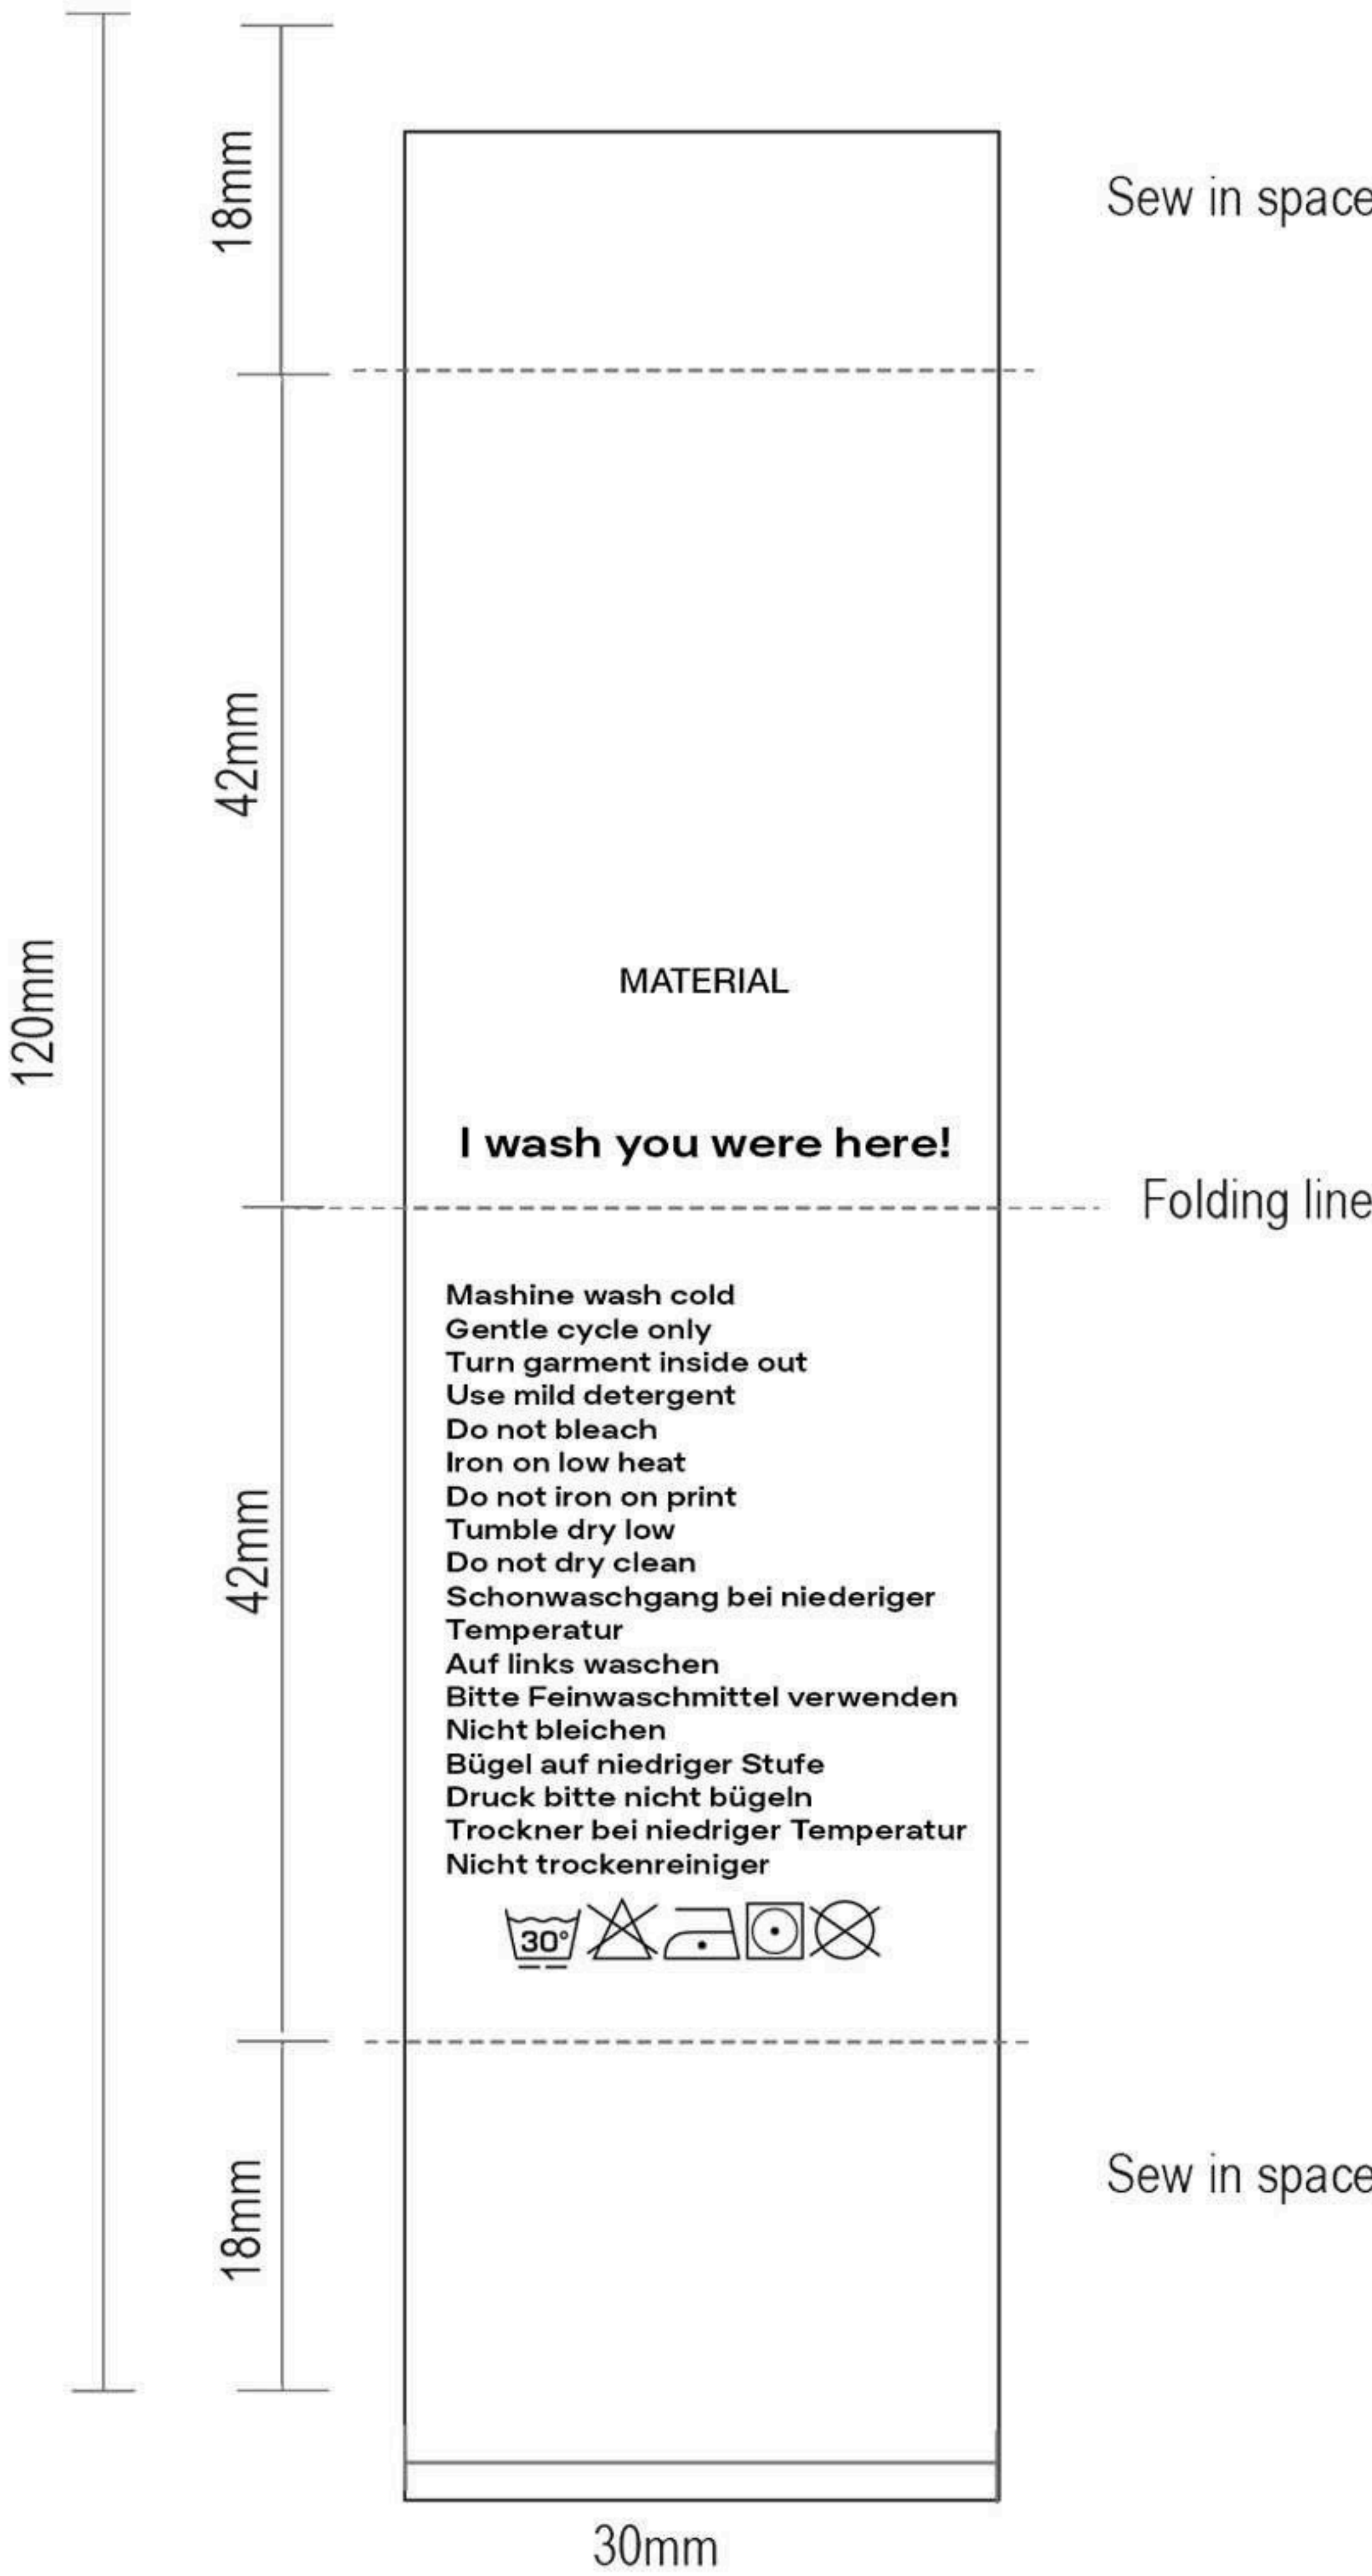 18mm
Sew in space
42mm
120mm
MATERIAL
I wash you were here!
Folding line
Mashine wash cold
Gentle cycle only
Turn garment inside out
Use mild detergent
Do not bleach
Iron on low heat
Do not iron on print
Tumble dry low
Do not dry clean
Schonwaschgang bei niederiger
Temperatur
Auf links waschen
Bitte Feinwaschmittel verwenden
Nicht bleichen
Bügel auf niedriger Stufe
Druck bitte nicht bügeln
Trockner bei niedriger Temperatur
Nicht trockenreiniger
42mm
30°
18mm
Sew in space
30mm